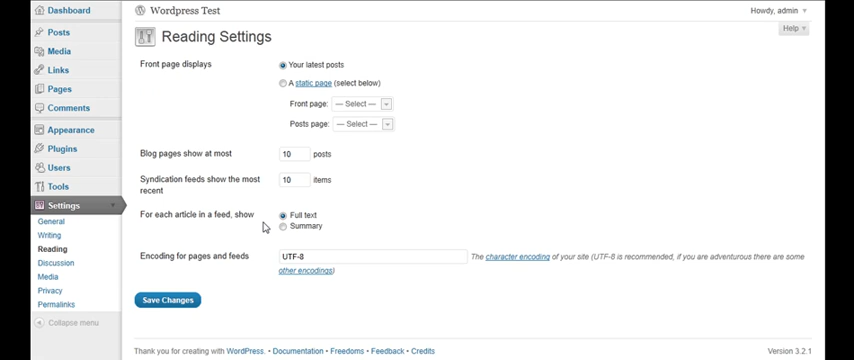 Dashboard
Wordpress Test
Howdy, admin
Help
Posts
Media
Links
Pages
Comments
Appearance
Plugins
Users
Tools
Settings
General
Writing
Reading
Discussion
Media
Privacy
Permalinks
Collapse menu
Reading Settings
Front page displays
Your latest posts
A static page (select below)
Front page: — Select —
Posts page: — Select —
Blog pages show at most 10 posts
Syndication feeds show the most 10 items
recent
For each article in a feed, show Full text
Summary
Encoding for pages and feeds UTF-8 The character encoding of your site (UTF-8 is recommended, if you are adventurous there are some
other encodings)
Save Changes
Thank you for creating with WordPress. • Documentation • Freedoms • Feedback • Credits
Version 3.2.1